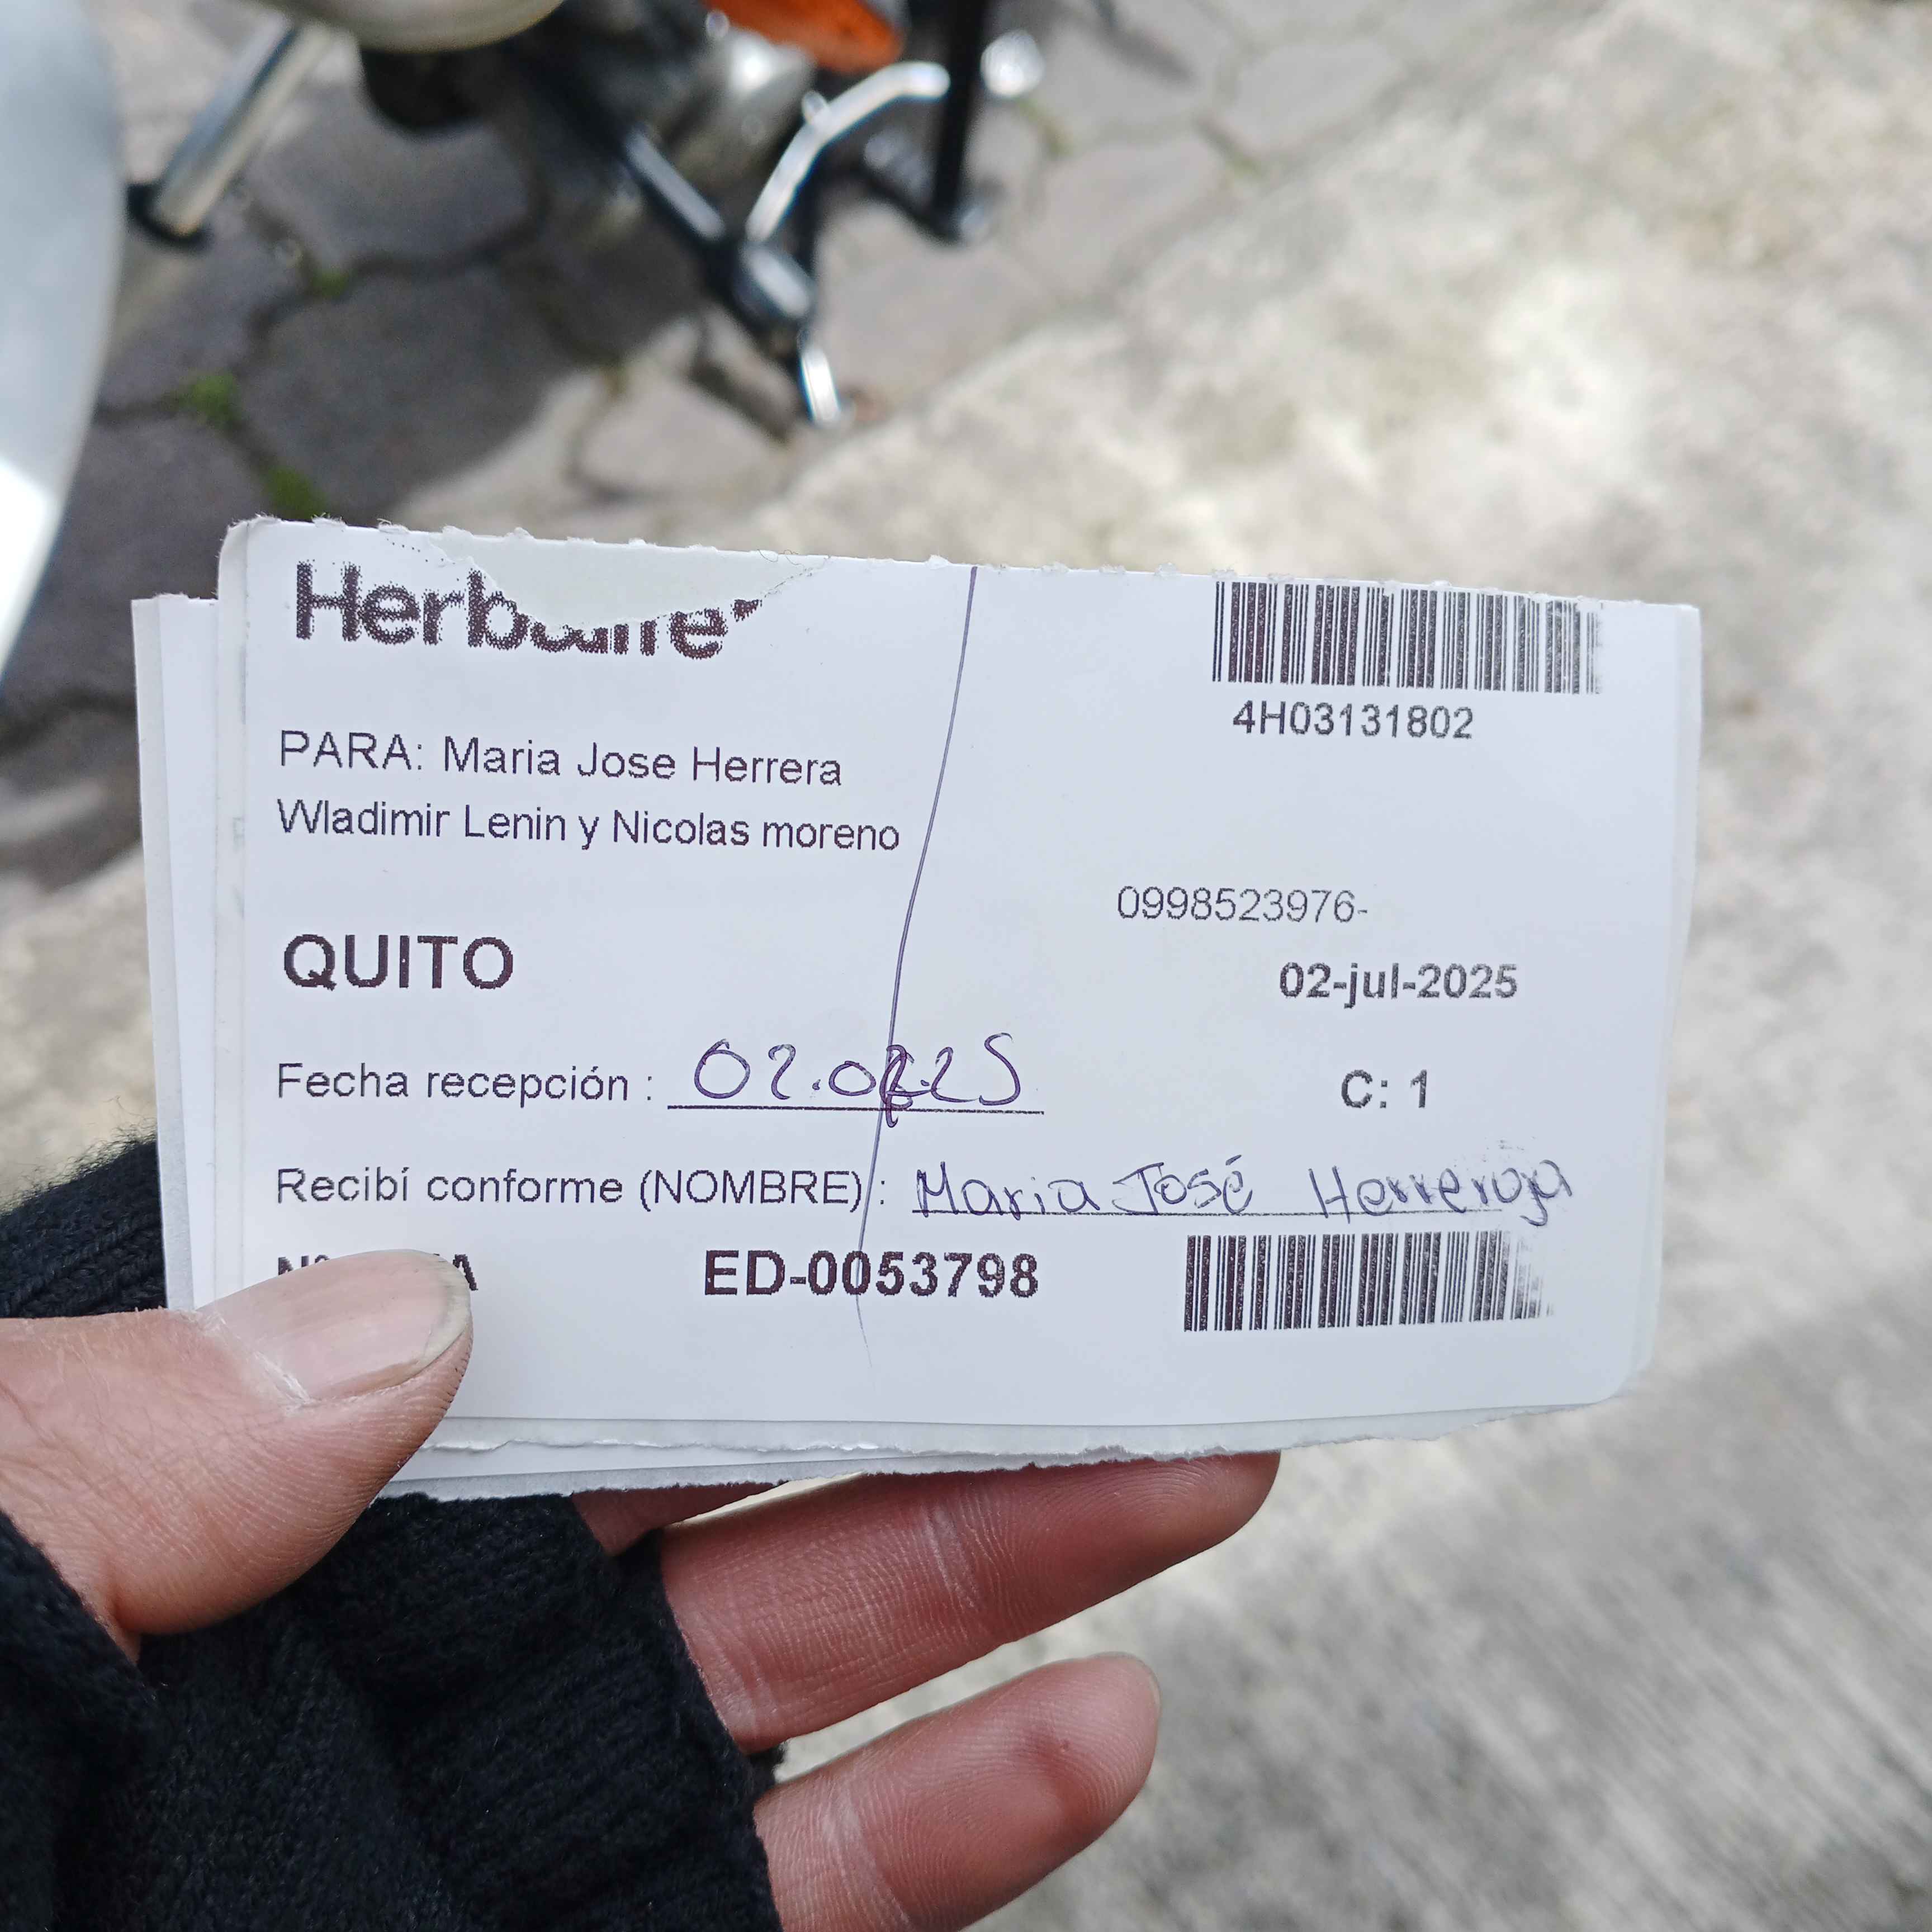 Herbalife
4H03131802
PARA: Maria Jose Herrera
Wladimir Lenin y Nicolas moreno
0998523976-
QUITO
02-jul-2025
Fecha recepción :
C: 1
Recibí conforme (NOMBRE) : Maria José
ED-0053798